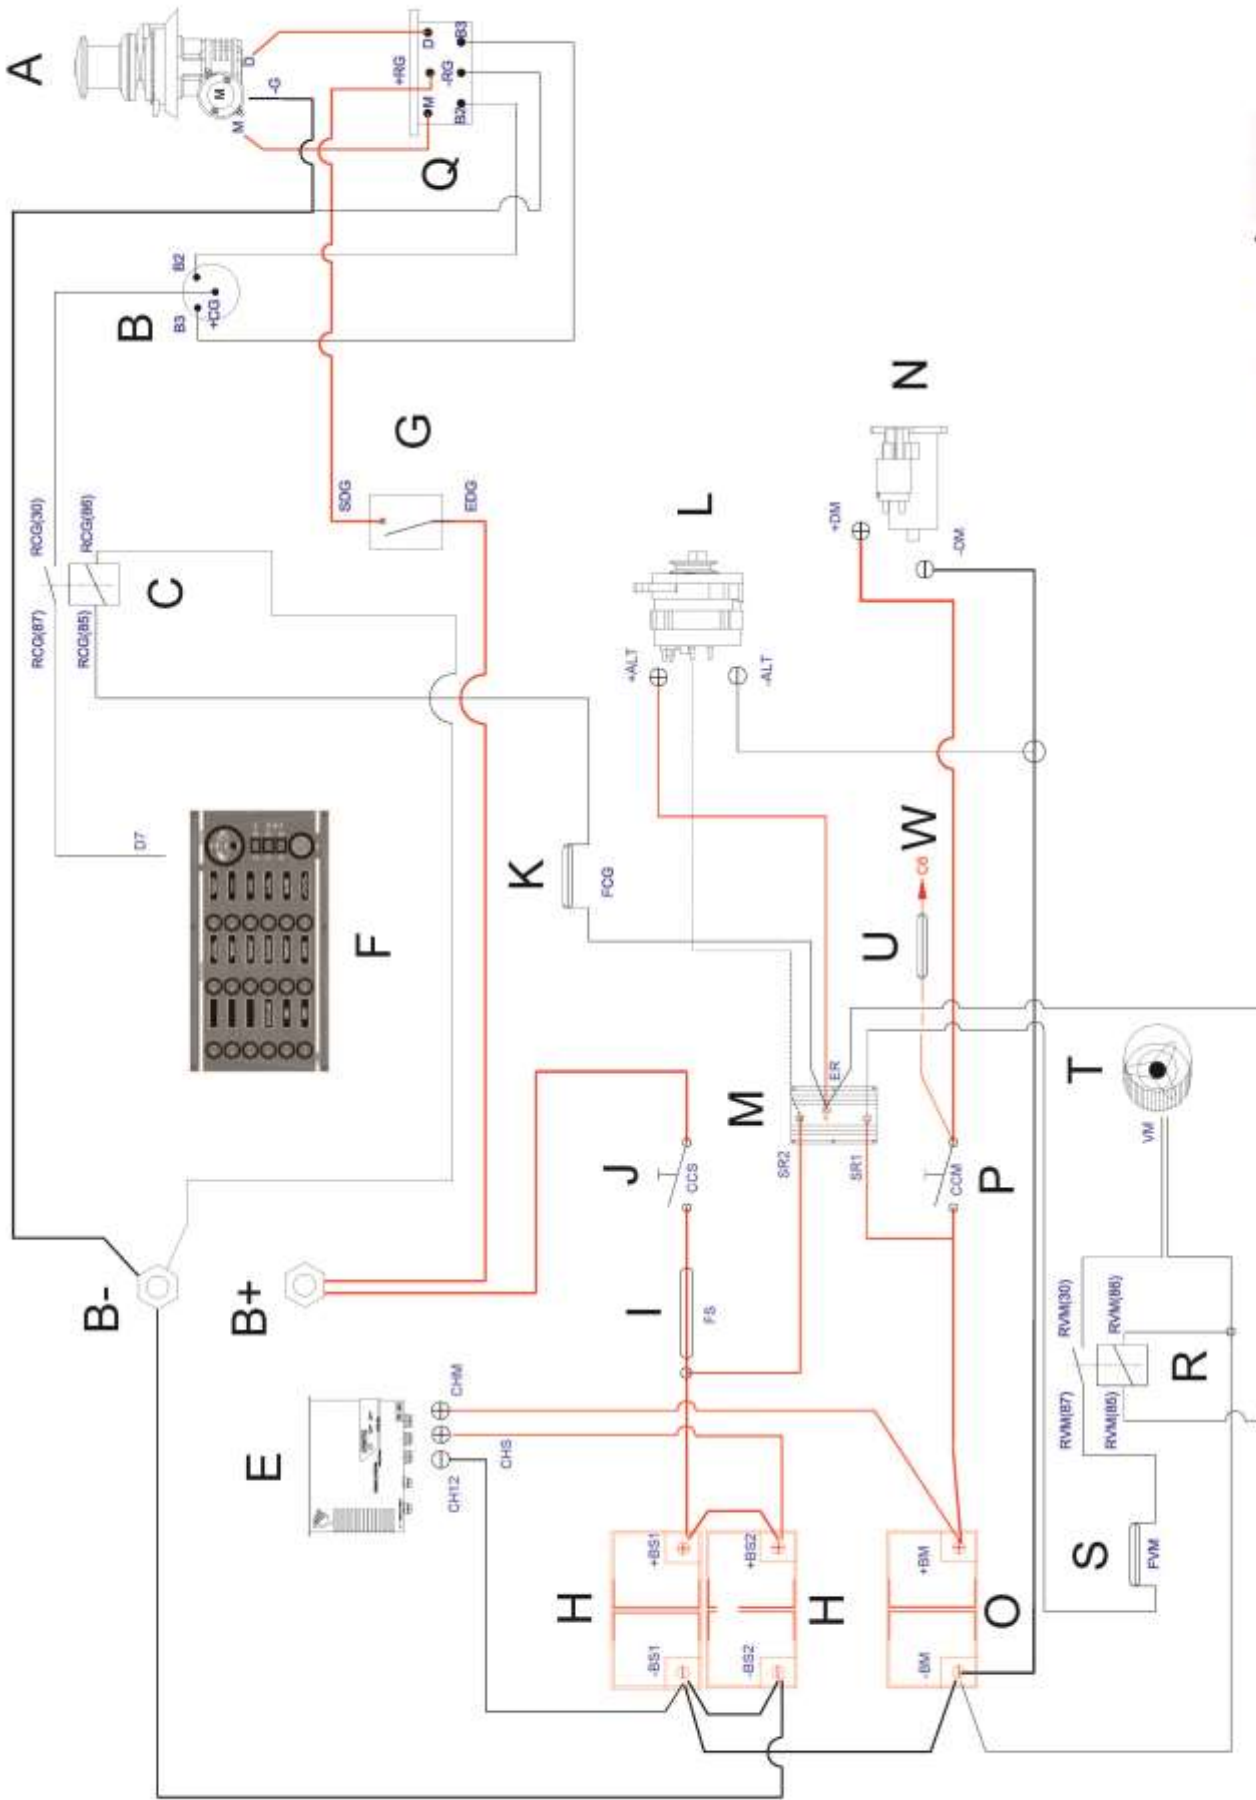 A
D
-G
M
M
D
B3
+RG
-RG
M
B2
Q
B2
B
+CG
B3
G
SDG
EDG
RCG(30)
RCG(86)
RCG(87)
RCG(85)
C
N
+DM
-DM
L
+ALT
-ALT
D7
F
K
FCG
W
C6
U
M
ER
SR2
SR1
T
VM
J
CCS
P
CCM
B-
B+
I
FS
RVM(30)
RVM(86)
RVM(87)
RVM(85)
R
E
CHM
CHS
CH12
H
+BS1
-BS1
H
+BS2
-BS2
O
+BM
-BM
S
FVM